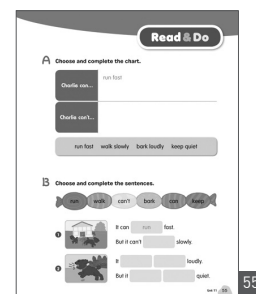 Read & Do
A Choose and complete the chart.
Charlie can...
run fast
Charlie can't...
run fast walk slowly bark loudly keep quiet
B Choose and complete the sentences.
run walk can't bark can keep
1 It can run fast.
But it can't slowly.
2 It loudly.
But it quiet.
55